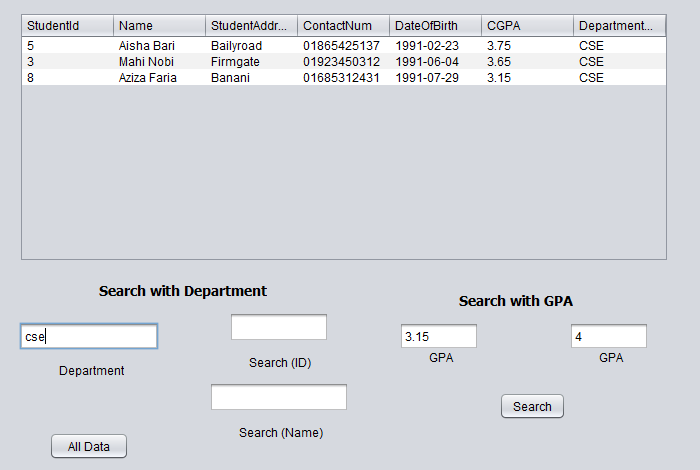 StudentId Name StudentAddr... ContactNum DateOfBirth CGPA Department...
5 Aisha Bari Bailyroad 01865425137 1991-02-23 3.75 CSE
3 Mahi Nobi Firmgate 01923450312 1991-06-04 3.65 CSE
8 Aziza Faria Banani 01685312431 1991-07-29 3.15 CSE
Search with Department
Search with GPA
cse
3.15 4
Department
Search (ID)
GPA GPA
Search
Search (Name)
All Data